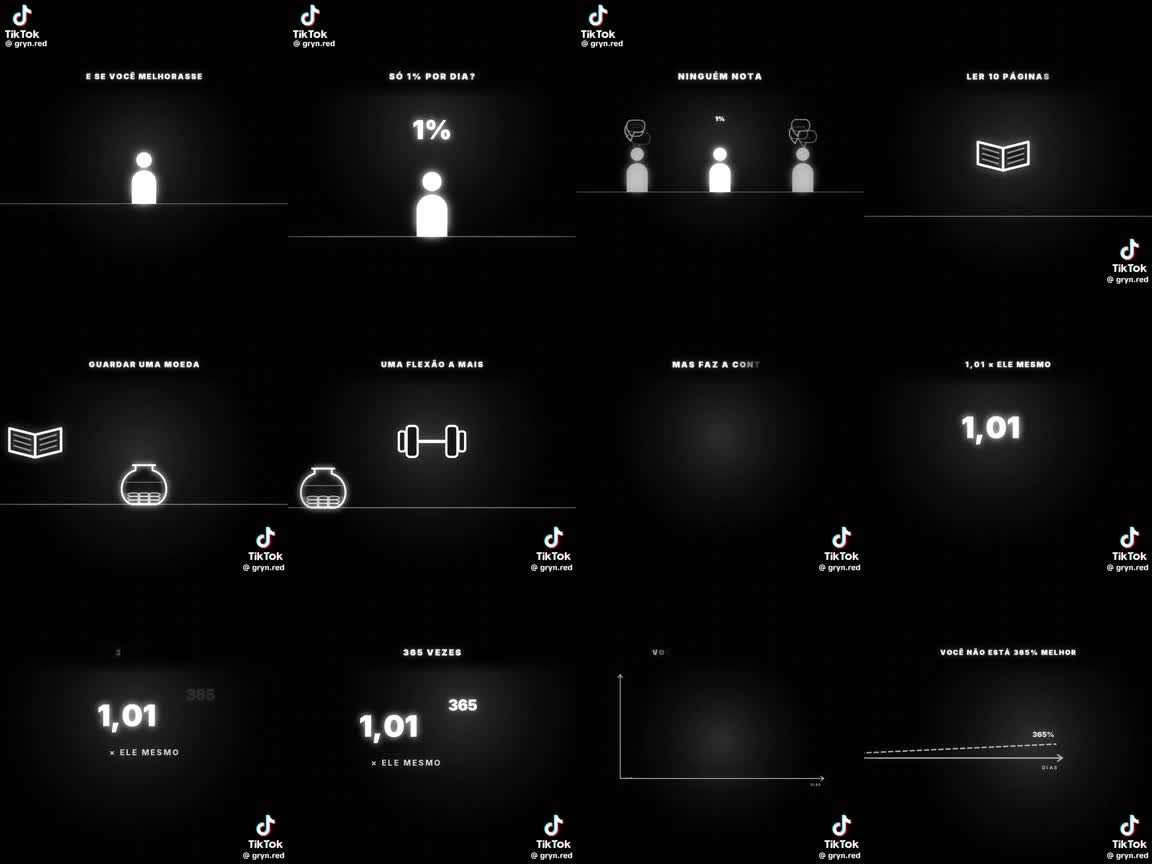 TikTok
@ gryn.red
E SE VOCÊ MELHORASSE
TikTok
@ gryn.red
SÓ 1% POR DIA?
1%
TikTok
@ gryn.red
NINGUÉM NOTA
1%
LER 10 PÁGINAS
TikTok
@ gryn.red
GUARDAR UMA MOEDA
TikTok
@ gryn.red
UMA FLEXÃO A MAIS
TikTok
@ gryn.red
MAS FAZ A CONT
TikTok
@ gryn.red
1,01 × ELE MESMO
1,01
TikTok
@ gryn.red
3
365
1,01
× ELE MESMO
TikTok
@ gryn.red
365 VEZES
365
1,01
× ELE MESMO
TikTok
@ gryn.red
VO
DIAS
TikTok
@ gryn.red
VOCÊ NÃO ESTÁ 365% MELHOR
365%
DIAS
TikTok
@ gryn.red